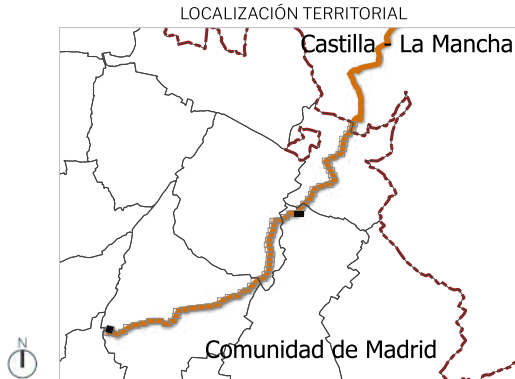 LOCALIZACIÓN TERRITORIAL
Castilla - La Mancha
Comunidad de Madrid
N